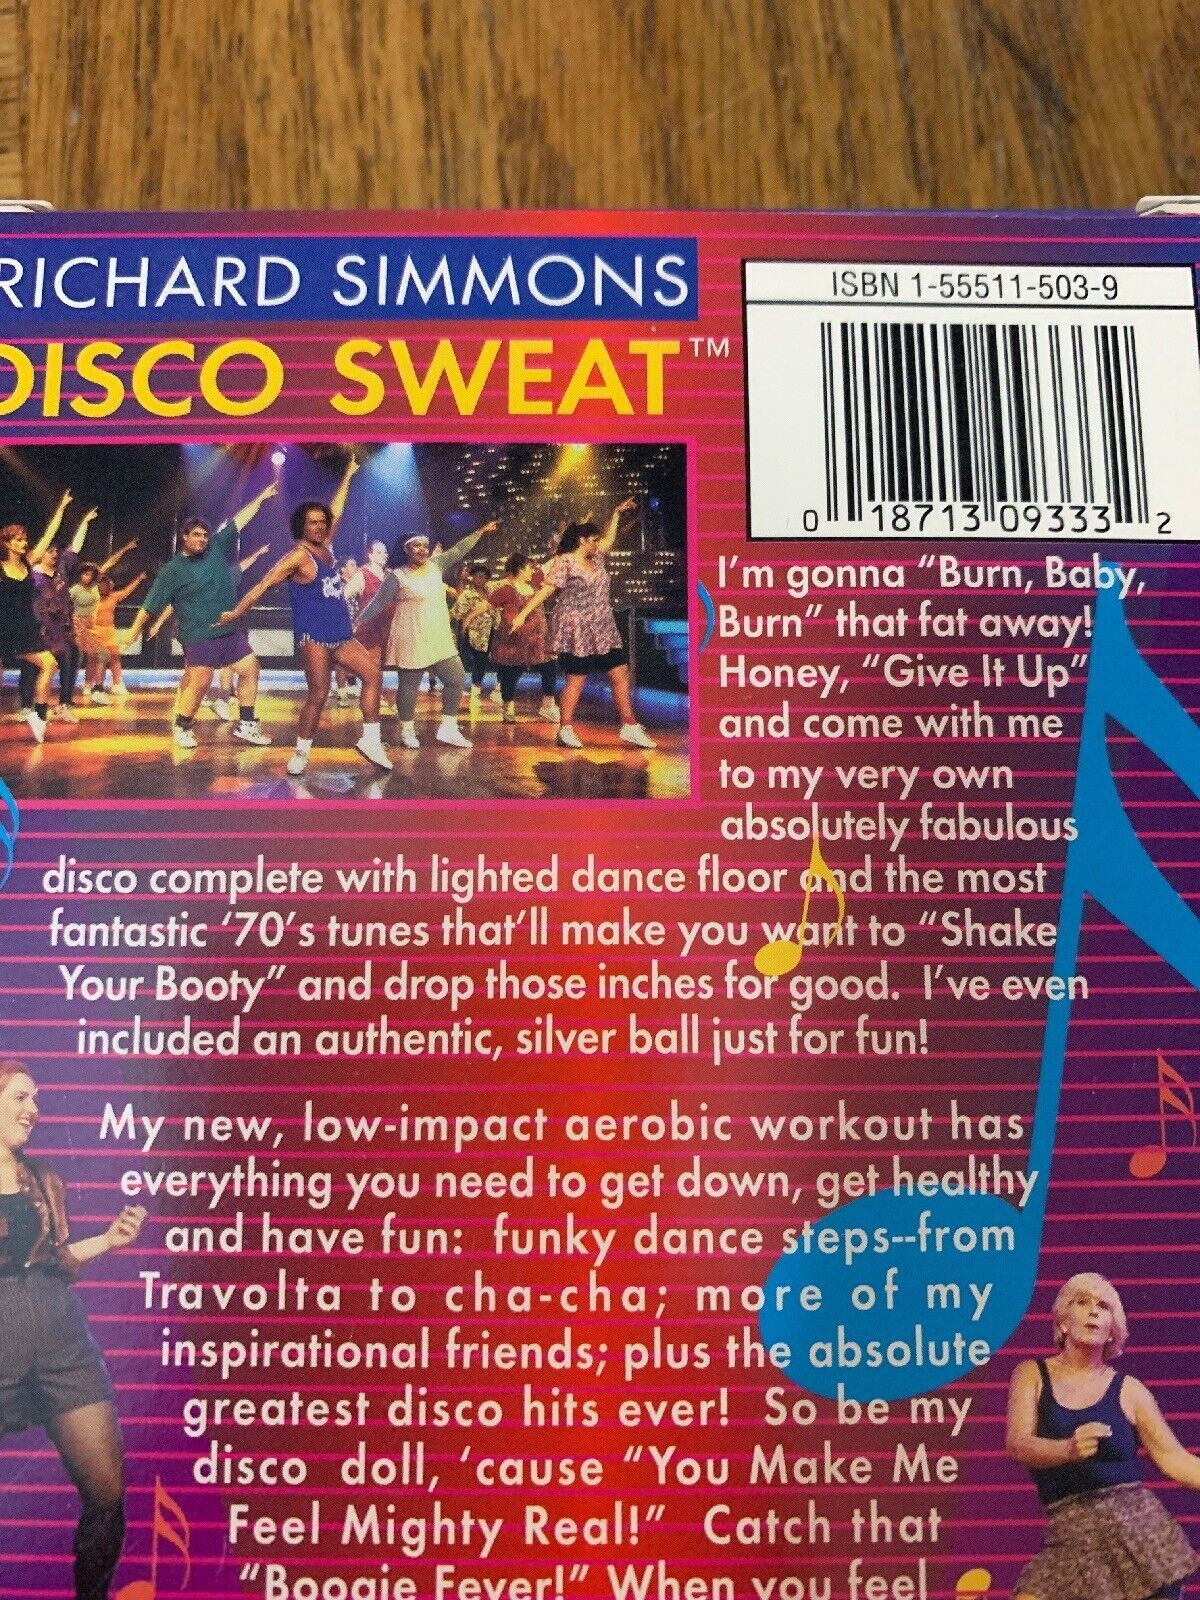 RICHARD SIMMONS
DISCO SWEAT™
ISBN 1-55511-503-9
0 18713 09333 2
I'm gonna "Burn, Baby,
Burn" that fat away!
Honey, "Give It Up"
and come with me
to my very own
absolutely fabulous
disco complete with lighted dance floor and the most
fantastic '70's tunes that'll make you want to "Shake
Your Booty" and drop those inches for good. I've even
included an authentic, silver ball just for fun!
My new, low-impact aerobic workout has
everything you need to get down, get healthy
and have fun: funky dance steps--from
Travolta to cha-cha; more of my
inspirational friends; plus the absolute
greatest disco hits ever! So be my
disco doll, 'cause "You Make Me
Feel Mighty Real!" Catch that
"Boogie Fever!" When you feel